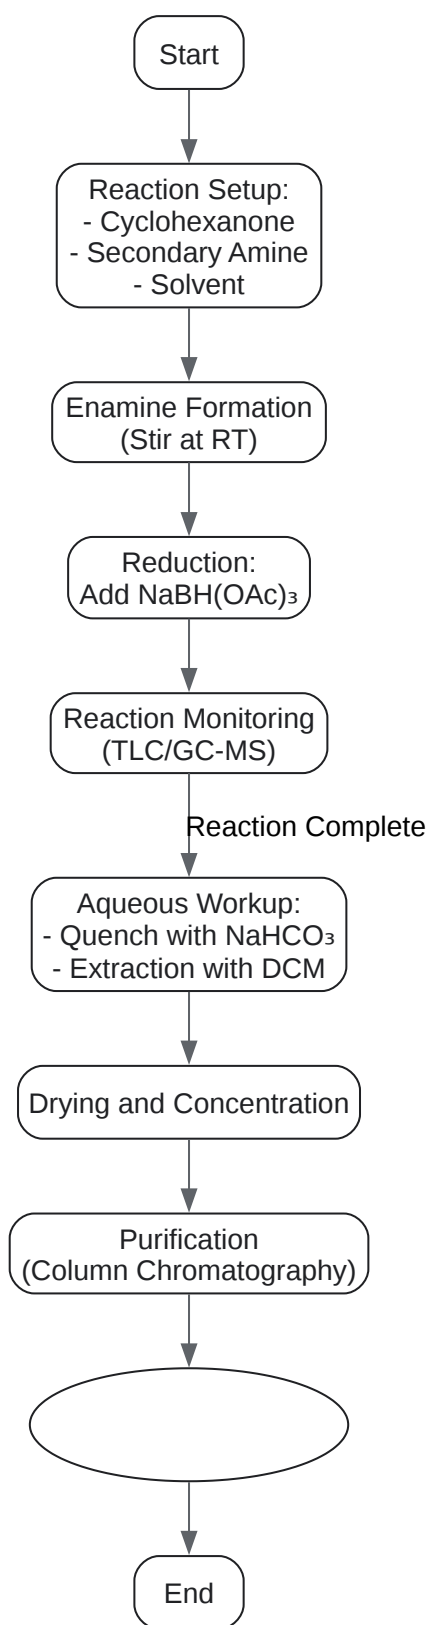 Start
Reaction Setup:
- Cyclohexanone
- Secondary Amine
- Solvent
Enamine Formation
(Stir at RT)
Reduction:
Add NaBH(OAc)₃
Reaction Monitoring
(TLC/GC-MS)
Reaction Complete
Aqueous Workup:
- Quench with NaHCO₃
- Extraction with DCM
Drying and Concentration
Purification
(Column Chromatography)
End